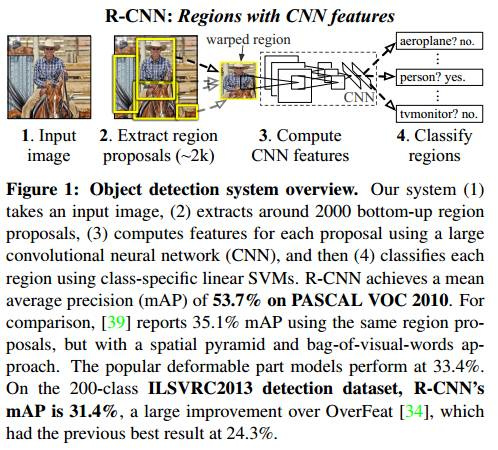 R-CNN: Regions with CNN features
warped region
aeroplane? no.
person? yes.
tvmonitor? no.
CNN
1. Input image
2. Extract region proposals (~2k)
3. Compute CNN features
4. Classify regions
Figure 1: Object detection system overview. Our system (1)
takes an input image, (2) extracts around 2000 bottom-up region
proposals, (3) computes features for each proposal using a large
convolutional neural network (CNN), and then (4) classifies each
region using class-specific linear SVMs. R-CNN achieves a mean
average precision (mAP) of 53.7% on PASCAL VOC 2010. For
comparison, [39] reports 35.1% mAP using the same region pro-
posals, but with a spatial pyramid and bag-of-visual-words ap-
proach. The popular deformable part models perform at 33.4%.
On the 200-class ILSVRC2013 detection dataset, R-CNN's
mAP is 31.4%, a large improvement over OverFeat [34], which
had the previous best result at 24.3%.